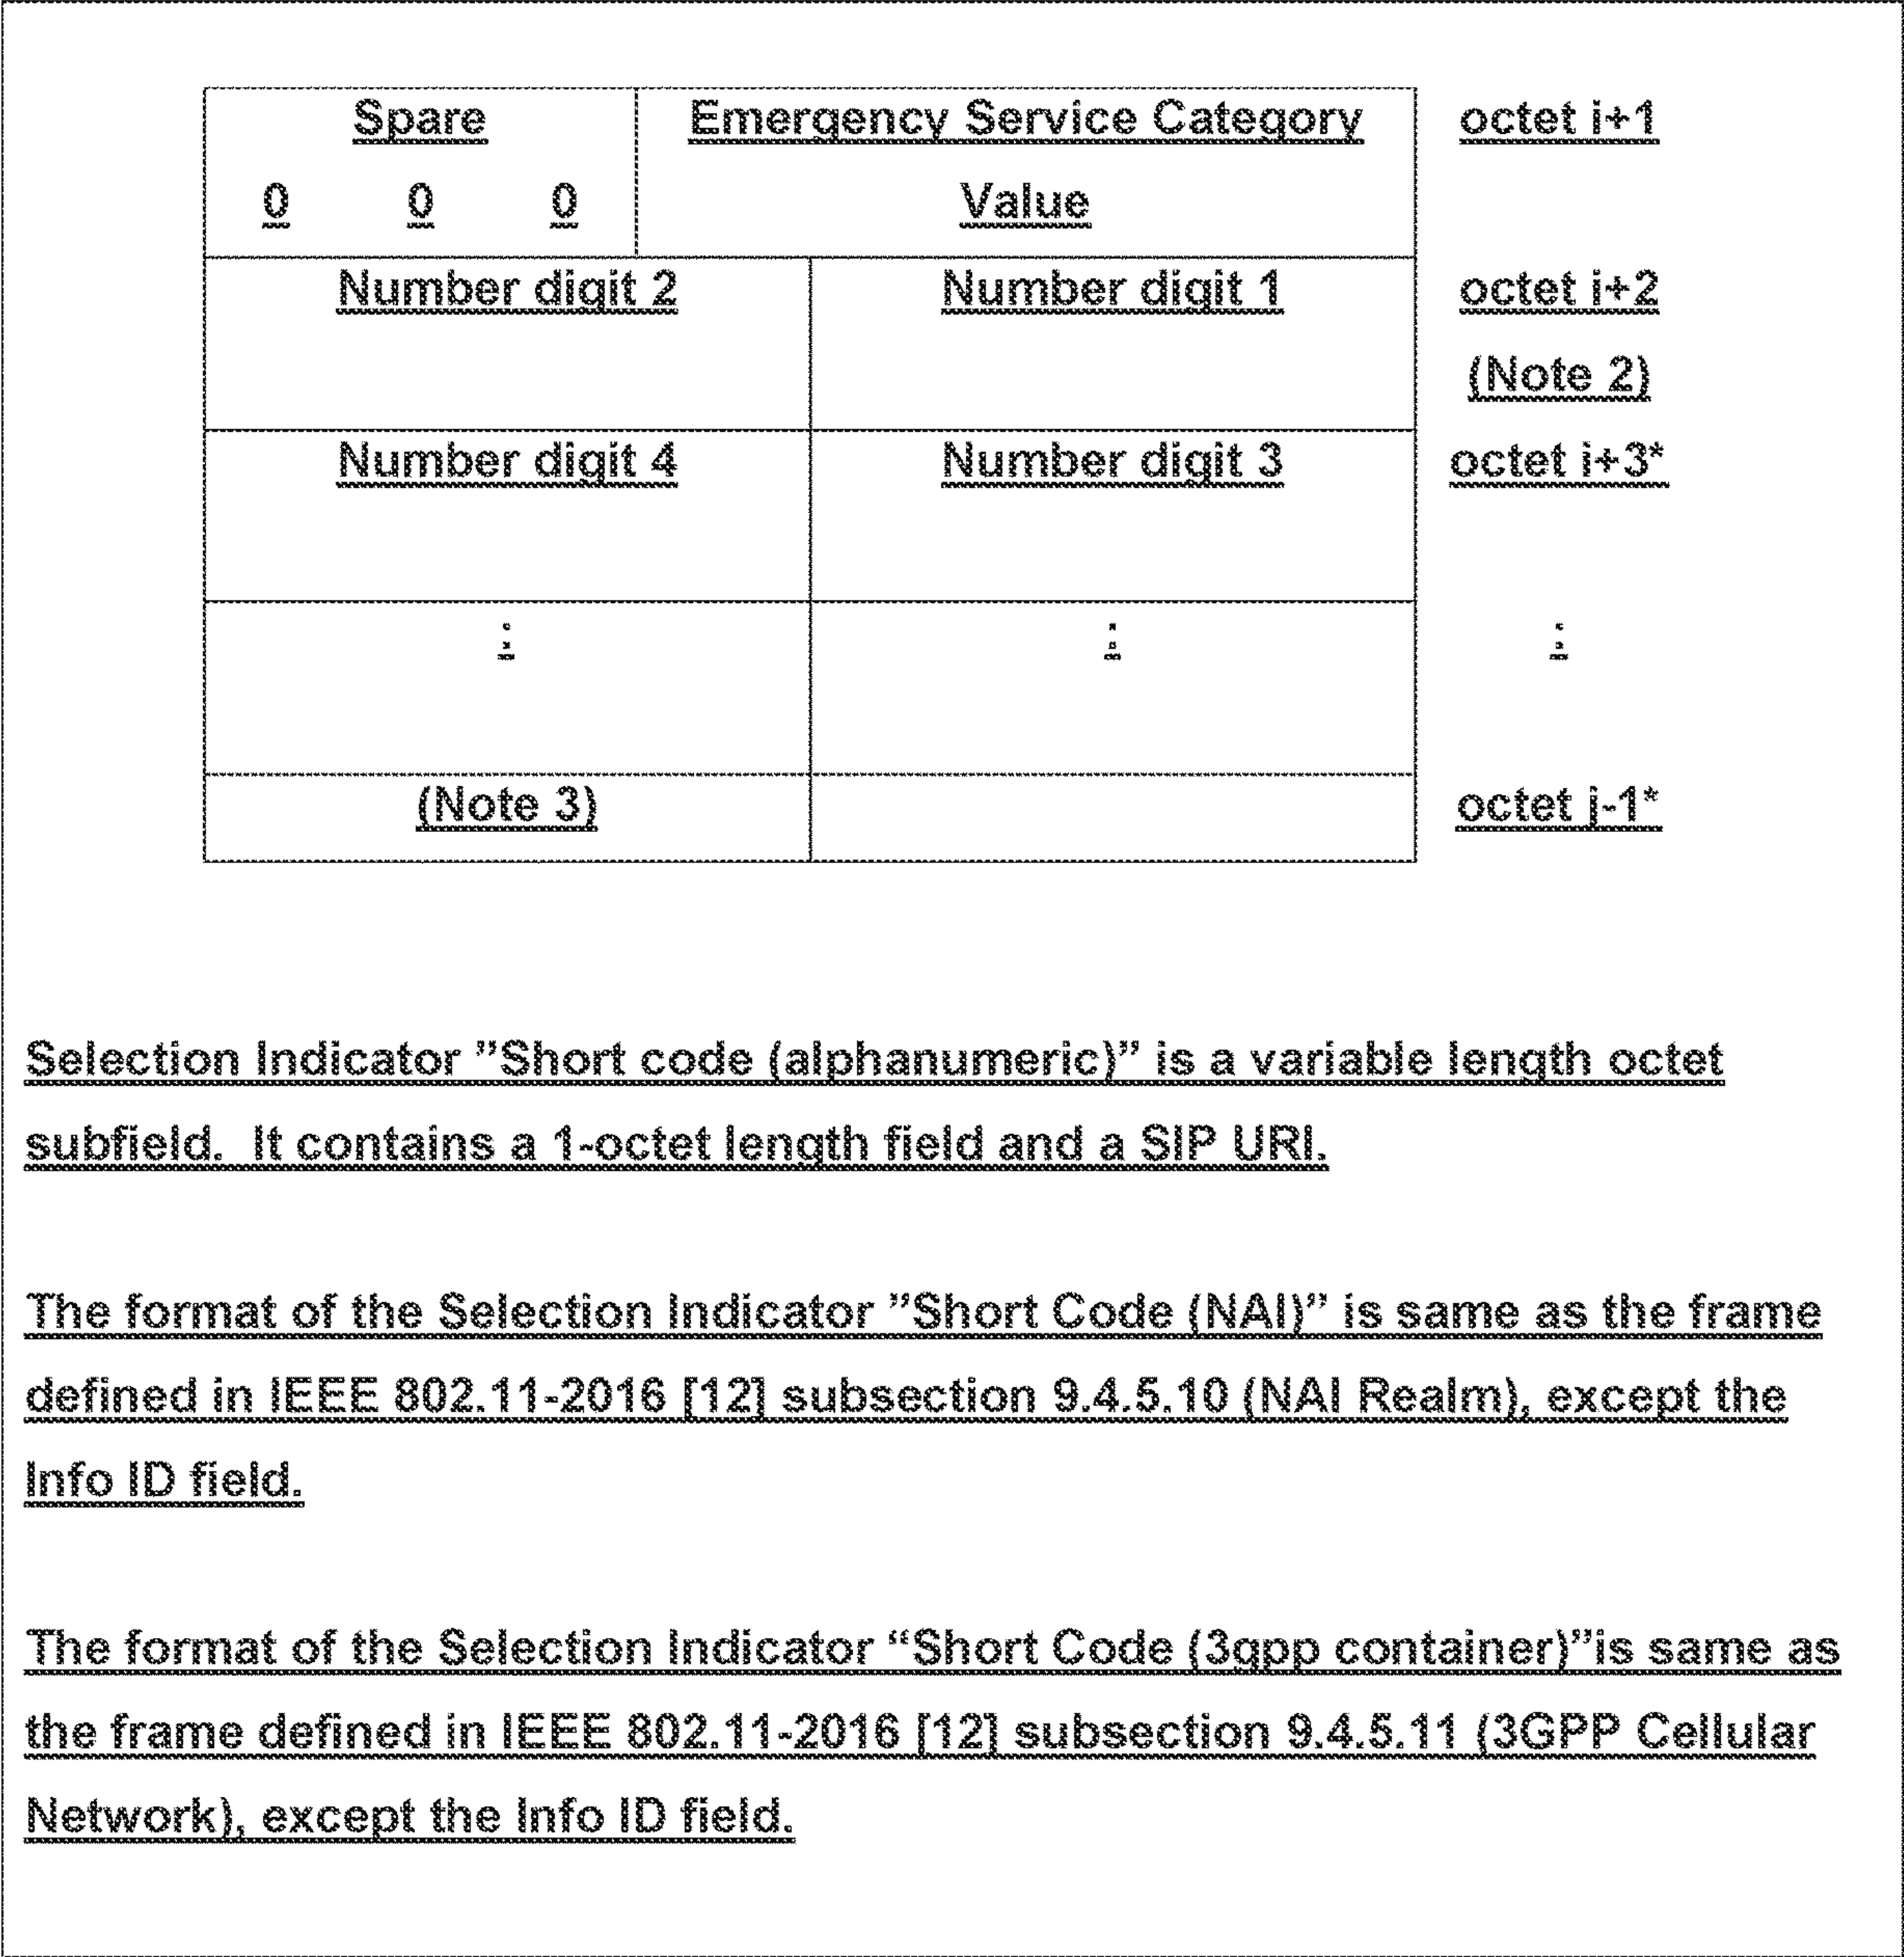 Spare Emergency Service Category octet i+1
0 0 0 Value
Number digit 2 Number digit 1 octet i+2
(Note 2)
Number digit 4 Number digit 3 octet i+3*
: : :
(Note 3) octet j-1*
Selection Indicator ”Short code (alphanumeric)” is a variable length octet
subfield. It contains a 1-octet length field and a SIP URI.
The format of the Selection Indicator ”Short Code (NAI)” is same as the frame
defined in IEEE 802.11-2016 [12] subsection 9.4.5.10 (NAI Realm), except the
Info ID field.
The format of the Selection Indicator “Short Code (3gpp container)”is same as
the frame defined in IEEE 802.11-2016 [12] subsection 9.4.5.11 (3GPP Cellular
Network), except the Info ID field.